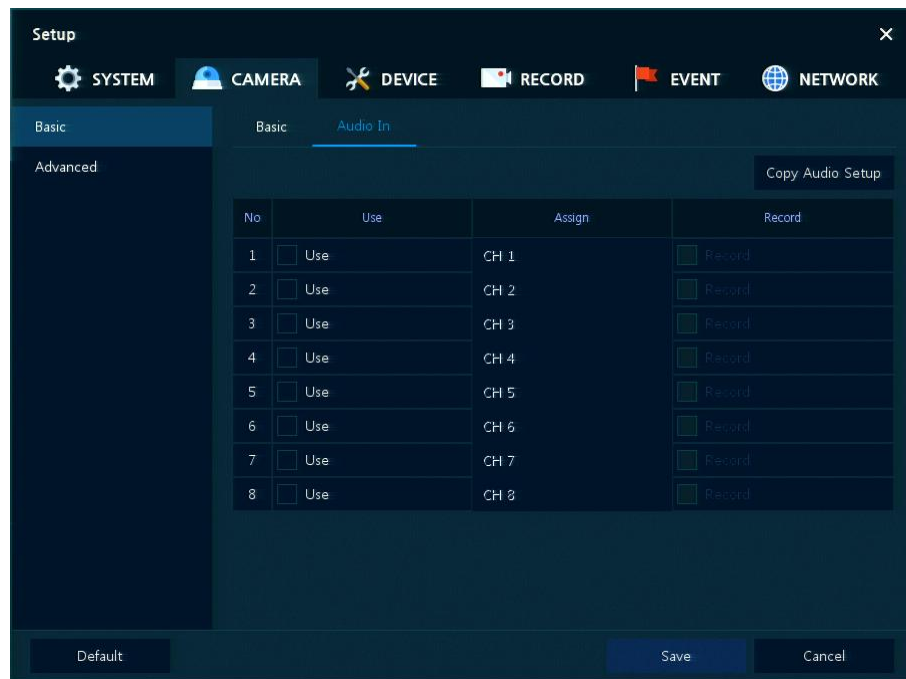 Setup
SYSTEM CAMERA DEVICE RECORD EVENT NETWORK
Basic
Advanced
Basic Audio In
Copy Audio Setup
No Use Assign Record
1 Use CH 1 Record
2 Use CH 2 Record
3 Use CH 3 Record
4 Use CH 4 Record
5 Use CH 5 Record
6 Use CH 6 Record
7 Use CH 7 Record
8 Use CH 8 Record
Default Save Cancel